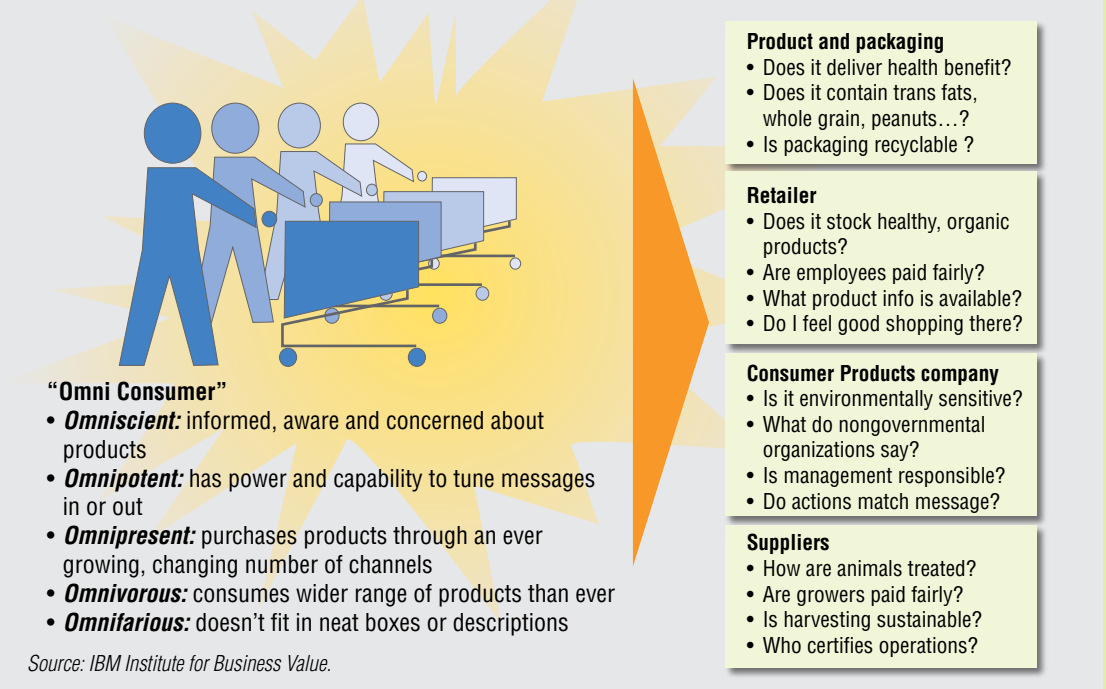 “Omni Consumer”
• Omniscient: informed, aware and concerned about
products
• Omnipotent: has power and capability to tune messages
in or out
• Omnipresent: purchases products through an ever
growing, changing number of channels
• Omnivorous: consumes wider range of products than ever
• Omnifarious: doesn’t fit in neat boxes or descriptions
Source: IBM Institute for Business Value.
Product and packaging
• Does it deliver health benefit?
• Does it contain trans fats,
whole grain, peanuts…?
• Is packaging recyclable ?
Retailer
• Does it stock healthy, organic
products?
• Are employees paid fairly?
• What product info is available?
• Do I feel good shopping there?
Consumer Products company
• Is it environmentally sensitive?
• What do nongovernmental
organizations say?
• Is management responsible?
• Do actions match message?
Suppliers
• How are animals treated?
• Are growers paid fairly?
• Is harvesting sustainable?
• Who certifies operations?